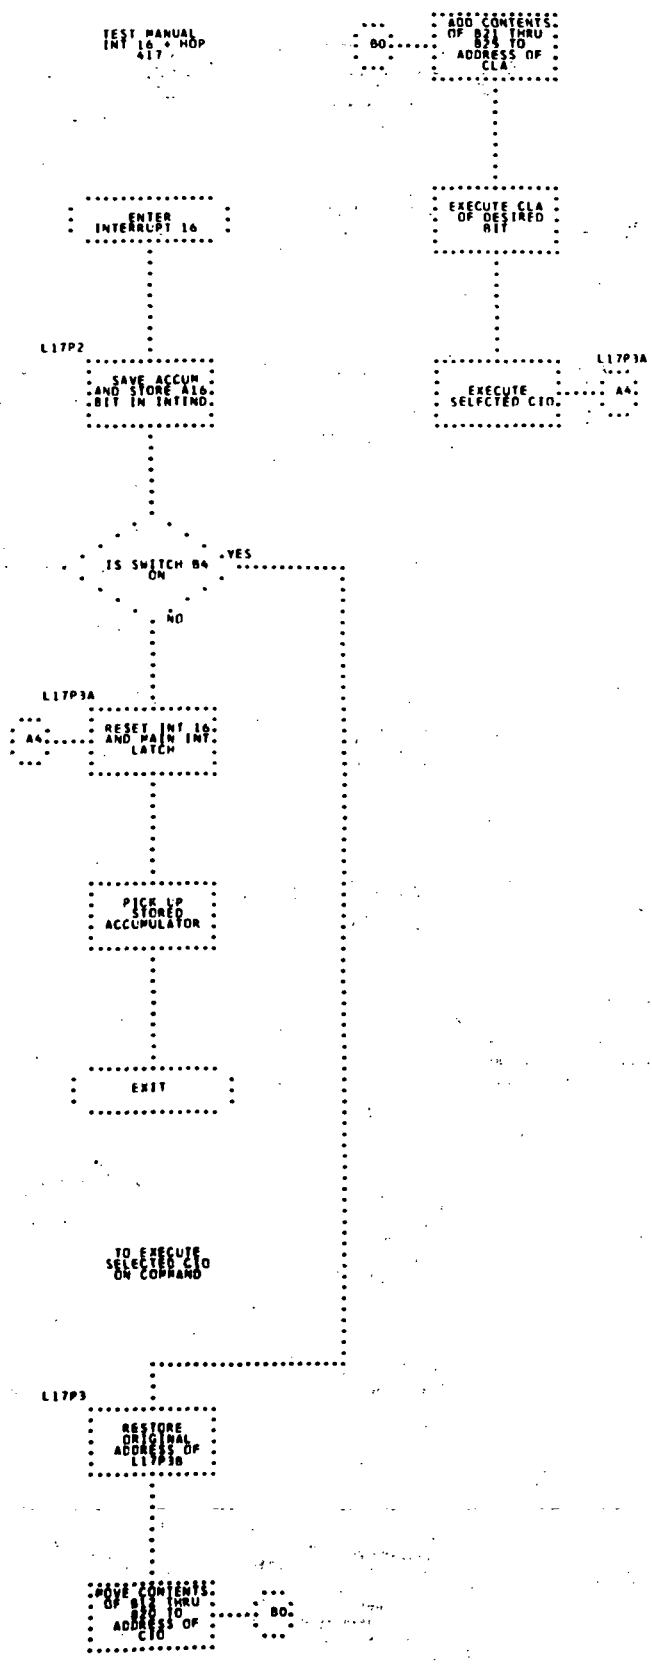 TEST MANUAL
INT 16 + HOP
417
ENTER
INTERRUPT 16
L17P2
SAVE ACCUM
AND STORE A16
BIT IN INTIND
IS SWITCH B4
ON
YES
NO
L17P3A
A4
RESET INT 16
AND MAIN INT
LATCH
PICK UP
STORED
ACCUMULATOR
EXIT
TO EXECUTE
SELECTED CIO
ON COMMAND
L17P3
RESTORE
ORIGINAL
ADDRESS OF
L17P3B
MOVE CONTENTS
OF B12 THRU
B20 TO
ADDRESS OF
CIO
B0
B0
ADD CONTENTS
OF B21 THRU
B25 TO
ADDRESS OF
CLA
EXECUTE CLA
OF DESIRED
BIT
L17P3A
EXECUTE
SELECTED CIO
A4